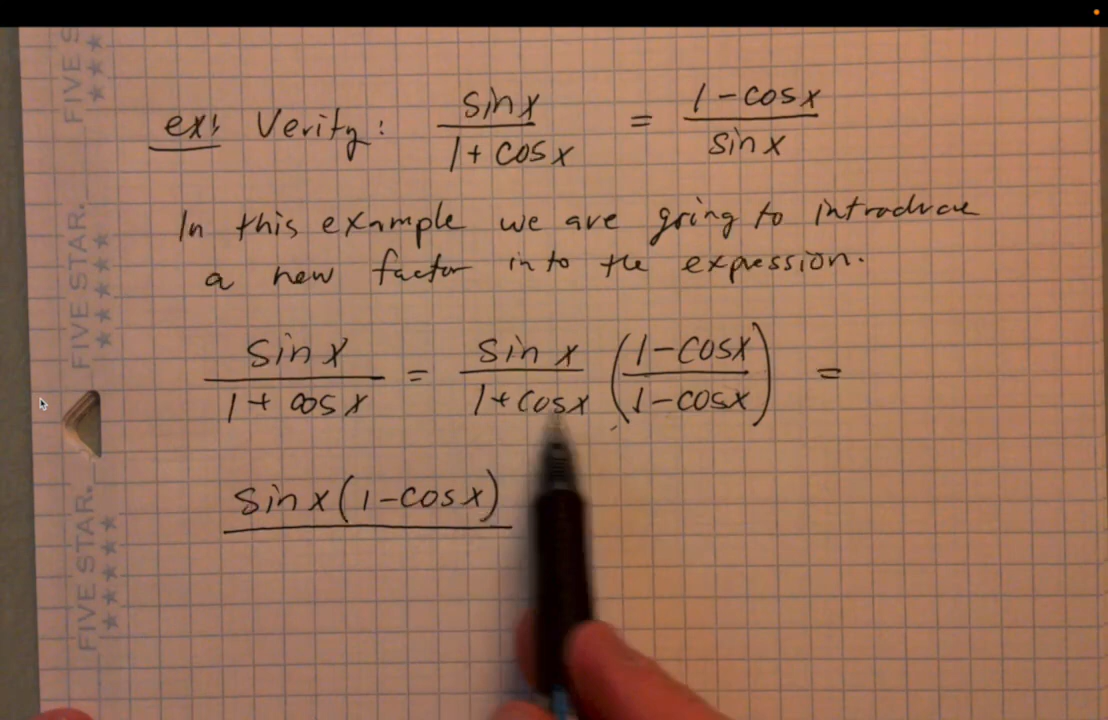 FIVE STAR.
FIVE STAR.
FIVE S
ex: Verify: sin x / 1 + cos x = 1 - cos x / sin x
In this example we are going to introduce
a new factor into the expression.
sin x / 1 + cos x = sin x / 1 + cos x (1 - cos x / 1 - cos x) =
sin x (1 - cos x)